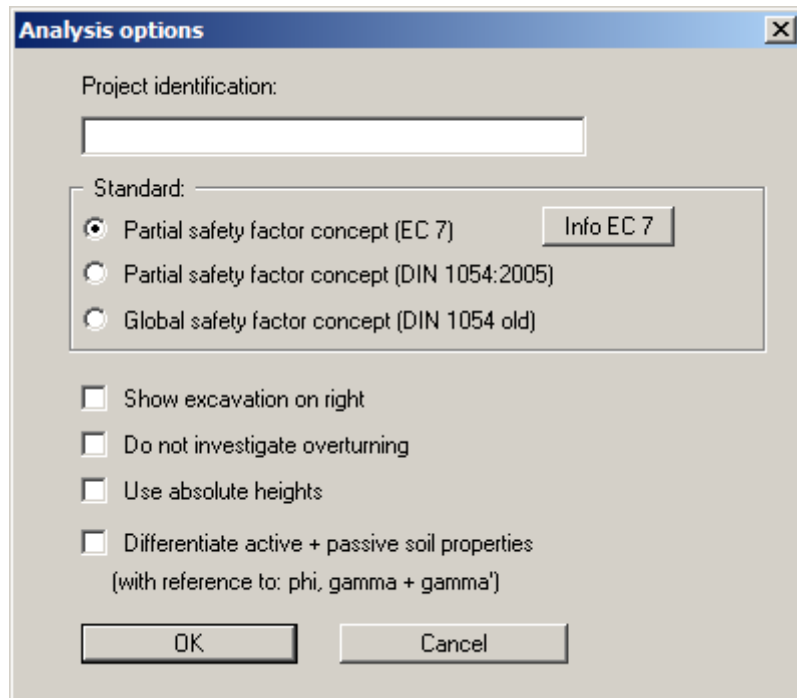 Analysis options
Project identification:
Standard:
Partial safety factor concept (EC 7)
Info EC 7
Partial safety factor concept (DIN 1054:2005)
Global safety factor concept (DIN 1054 old)
Show excavation on right
Do not investigate overturning
Use absolute heights
Differentiate active + passive soil properties
(with reference to: phi, gamma + gamma')
OK
Cancel